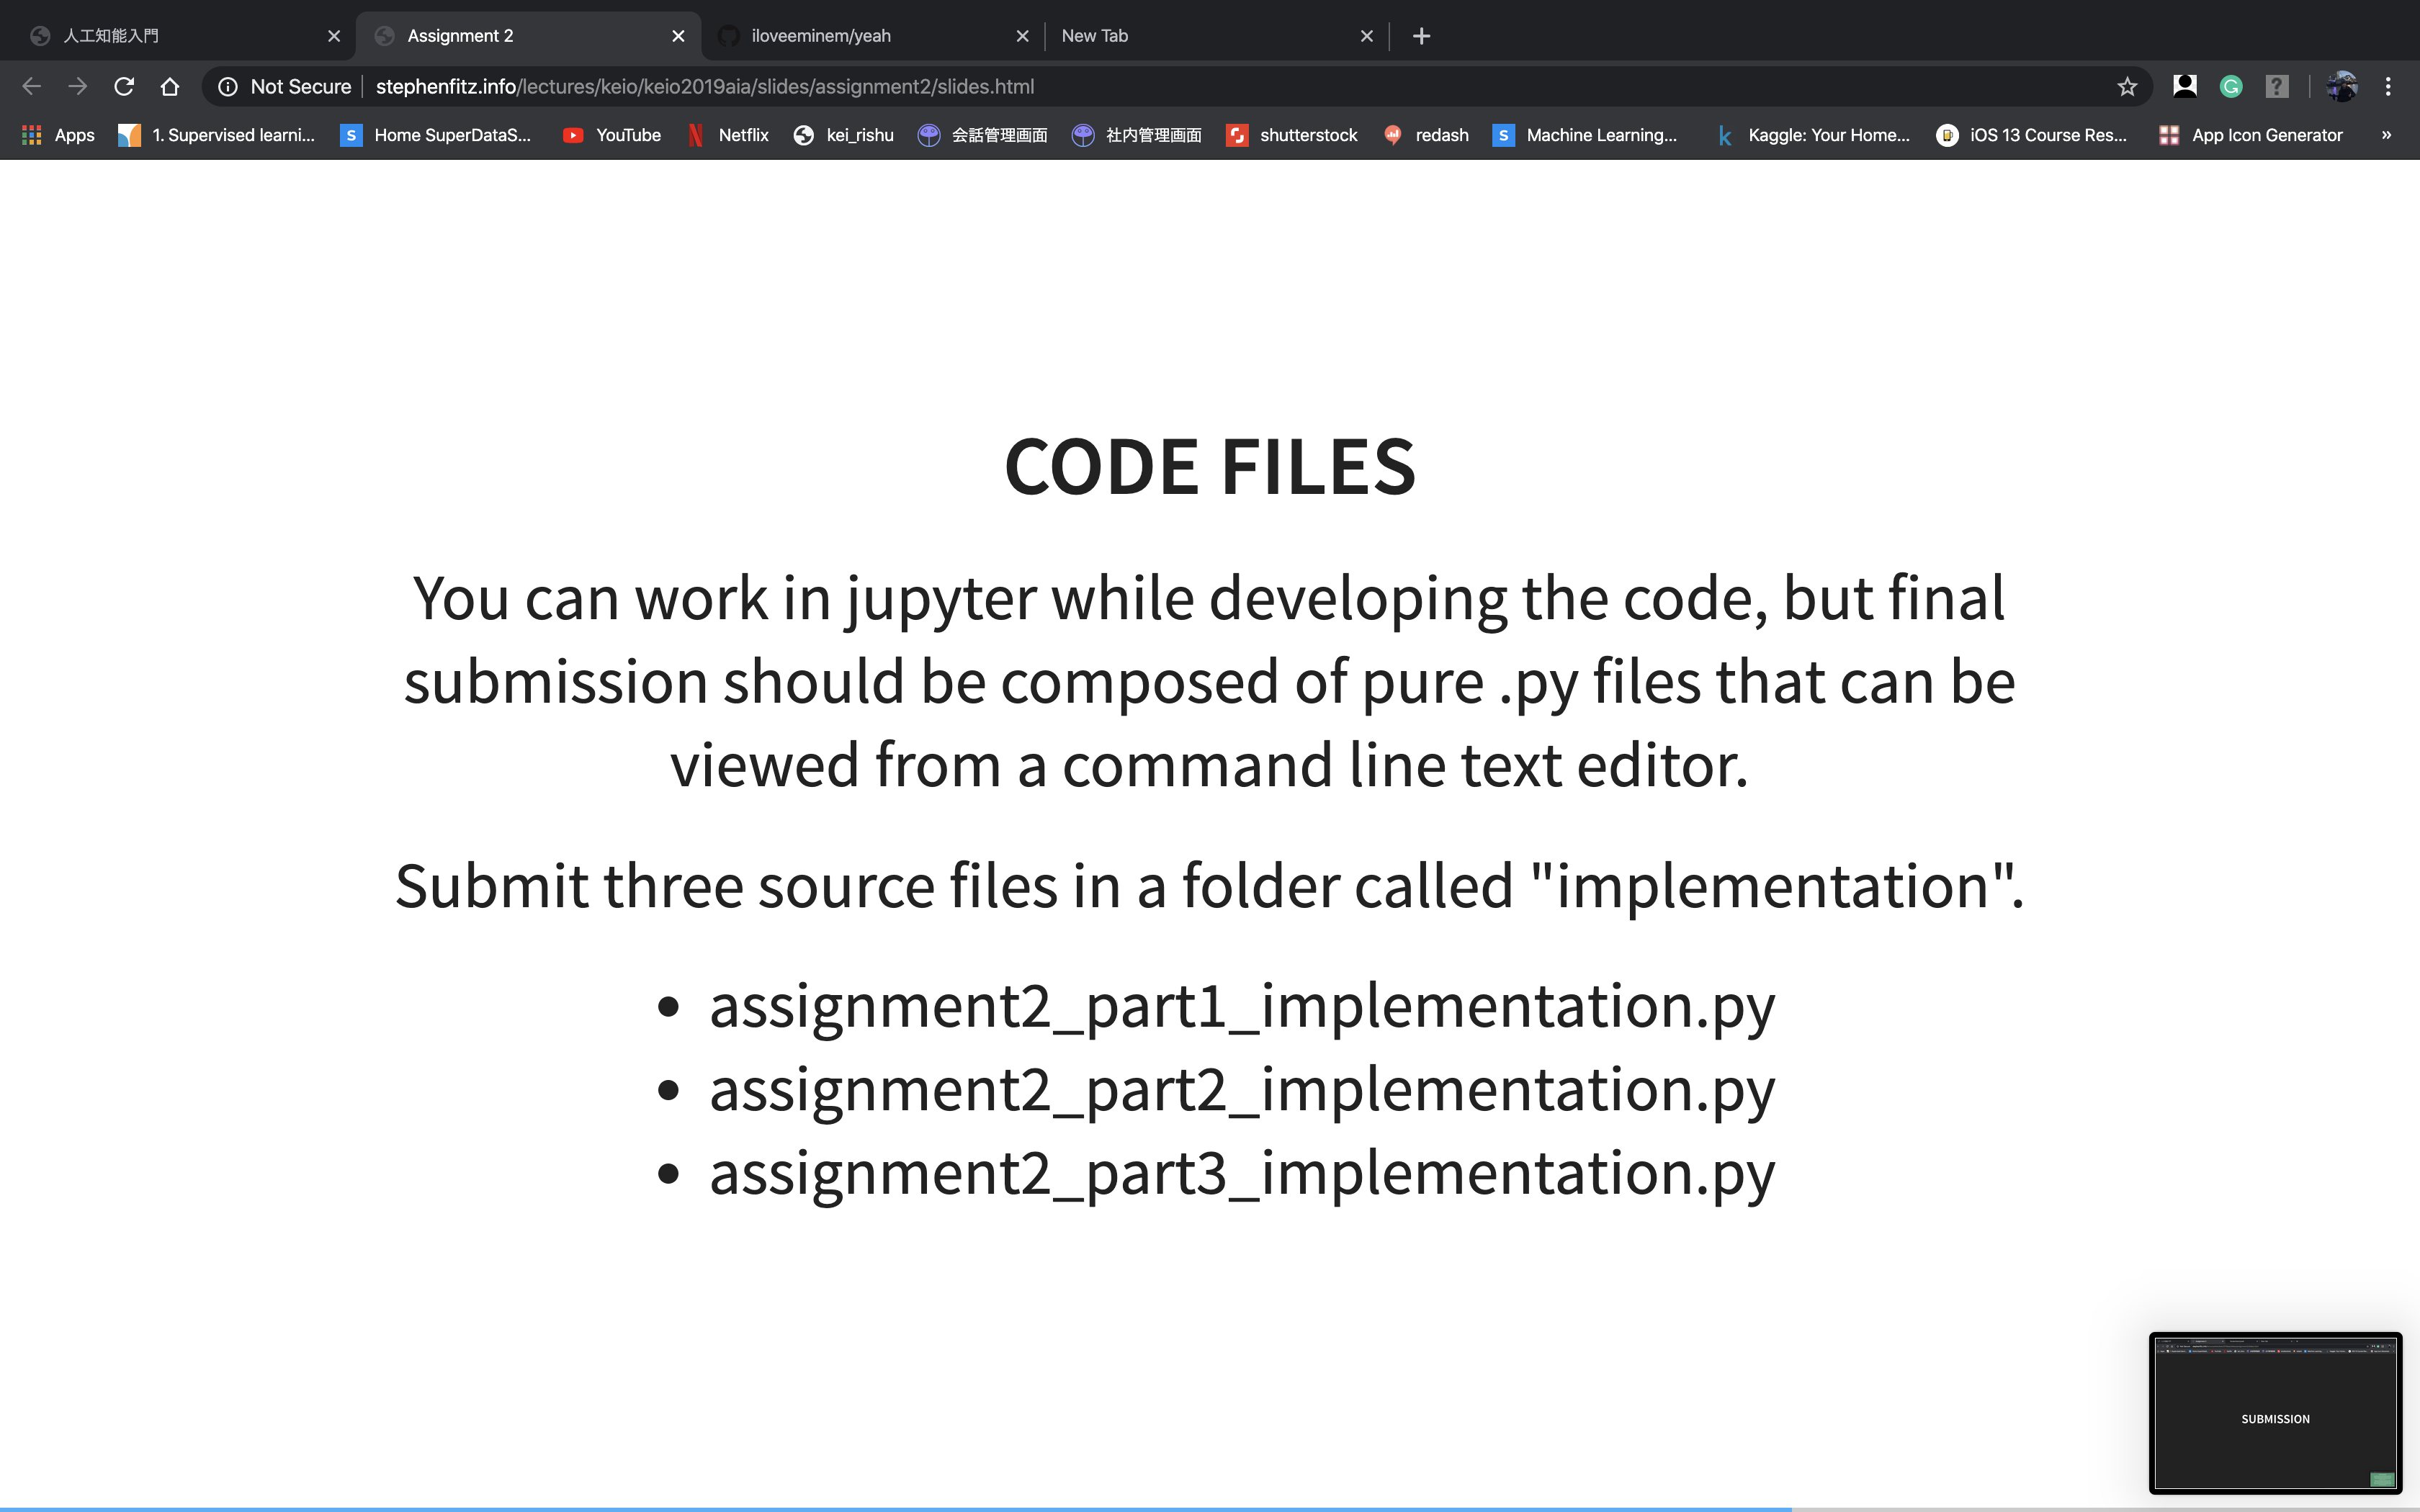 人工知能入門
Assignment 2
iloveeminem/yeah
New Tab
Not Secure
stephenfitz.info/lectures/keio/keio2019aia/slides/assignment2/slides.html
Apps
1. Supervised learni...
Home SuperDataS...
YouTube
Netflix
kei_rishu
会話管理画面
社内管理画面
shutterstock
redash
Machine Learning...
Kaggle: Your Home...
iOS 13 Course Res...
App Icon Generator
»
CODE FILES
You can work in jupyter while developing the code, but final
submission should be composed of pure .py files that can be
viewed from a command line text editor.
Submit three source files in a folder called "implementation".
• assignment2_part1_implementation.py
• assignment2_part2_implementation.py
• assignment2_part3_implementation.py
SUBMISSION